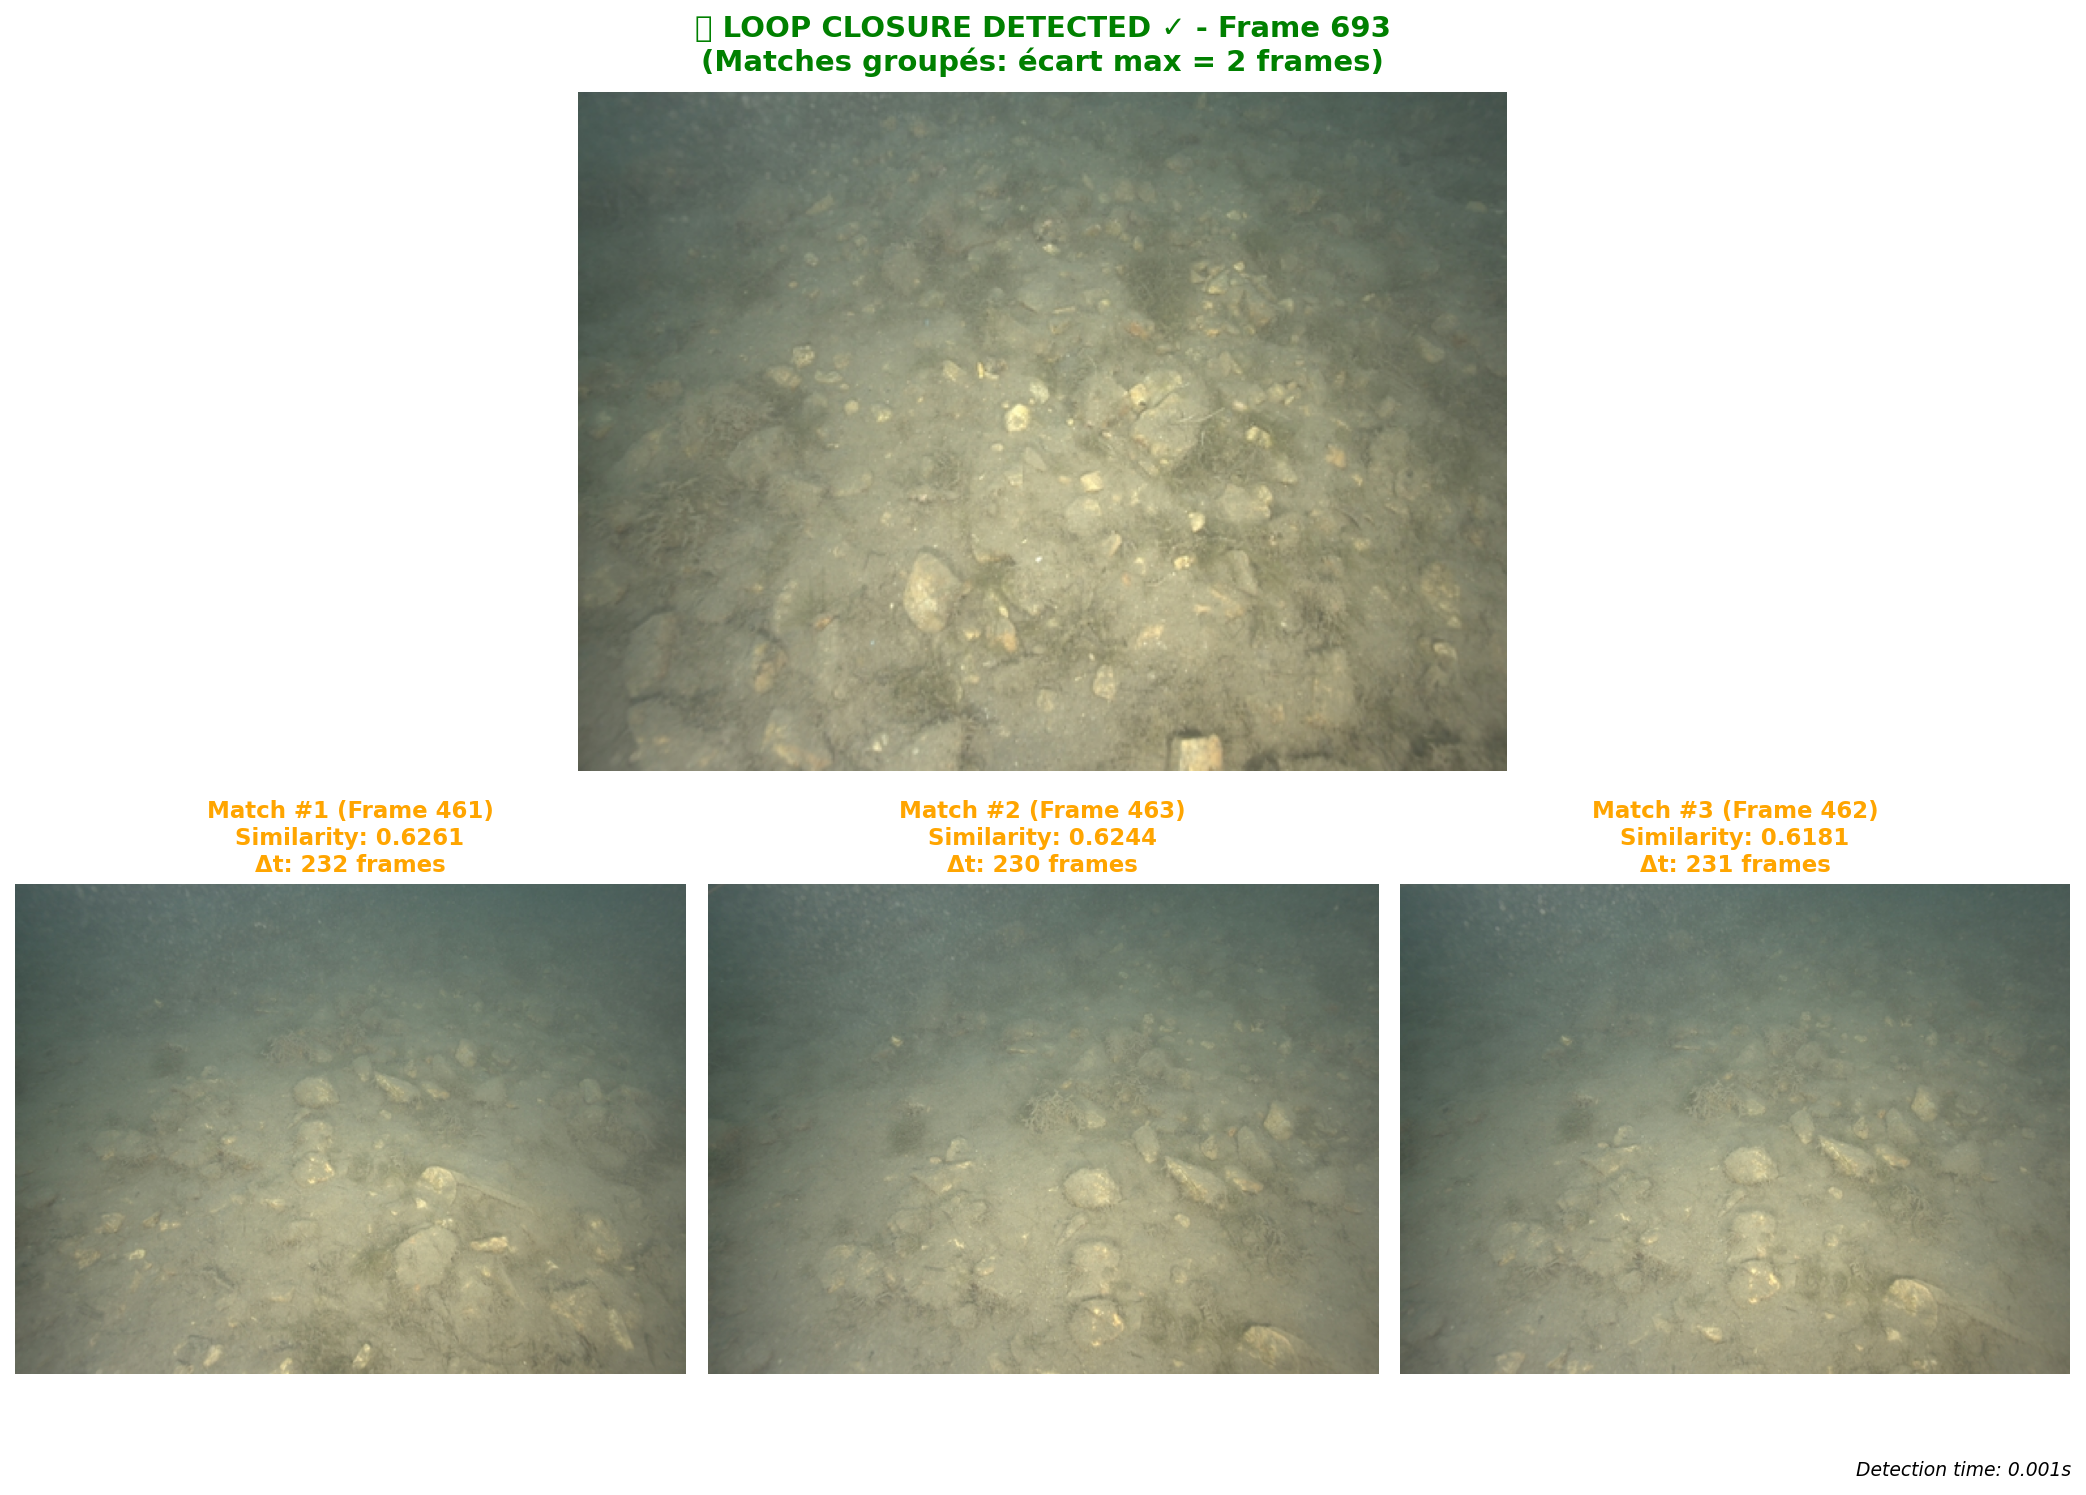 LOOP CLOSURE DETECTED ✓ - Frame 693
(Matches groupés: écart max = 2 frames)
Match #1 (Frame 461)
Similarity: 0.6261
Δt: 232 frames
Match #2 (Frame 463)
Similarity: 0.6244
Δt: 230 frames
Match #3 (Frame 462)
Similarity: 0.6181
Δt: 231 frames
Detection time: 0.001s